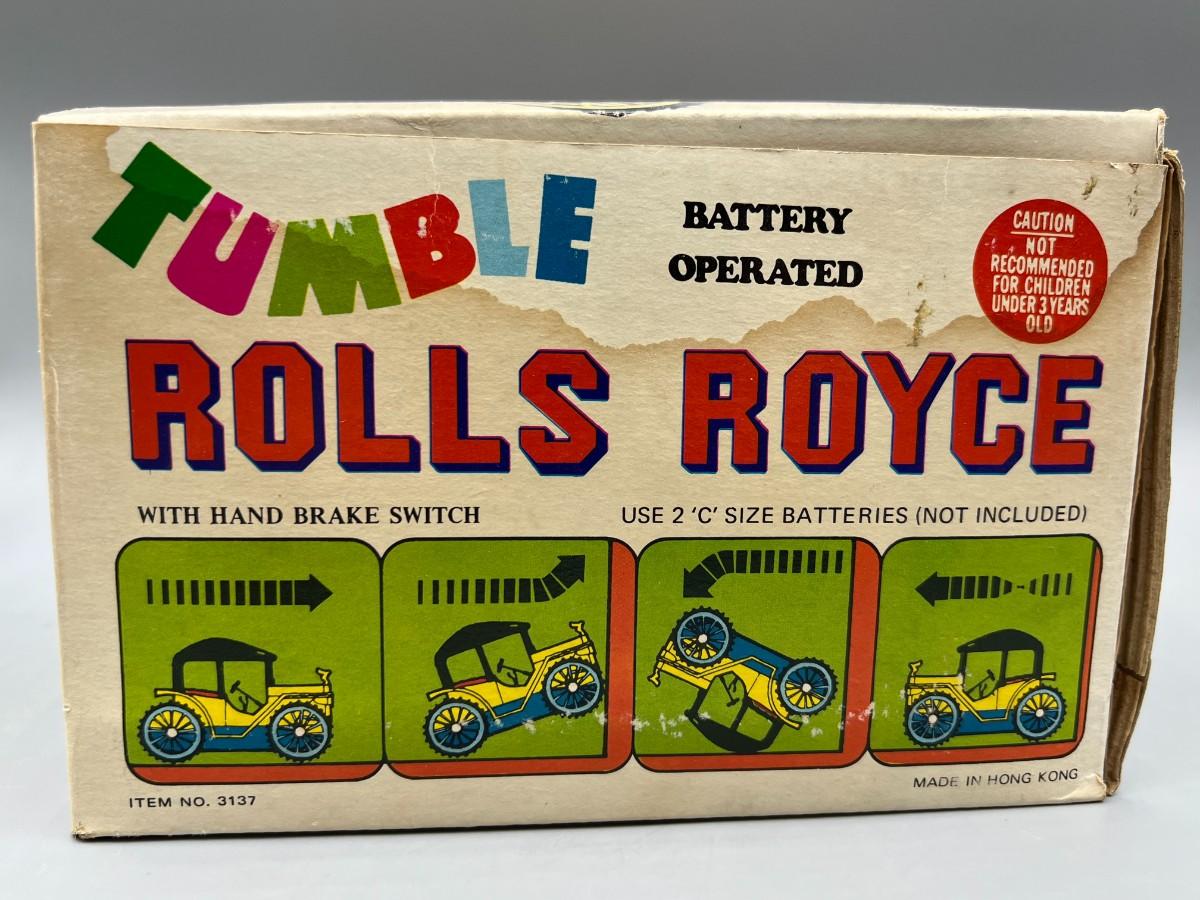 TUMBLE
BATTERY
OPERATED
CAUTION
NOT
RECOMMENDED
FOR CHILDREN
UNDER 3 YEARS
OLD
ROLLS ROYCE
WITH HAND BRAKE SWITCH
USE 2 'C' SIZE BATTERIES (NOT INCLUDED)
ITEM NO. 3137
MADE IN HONG KONG